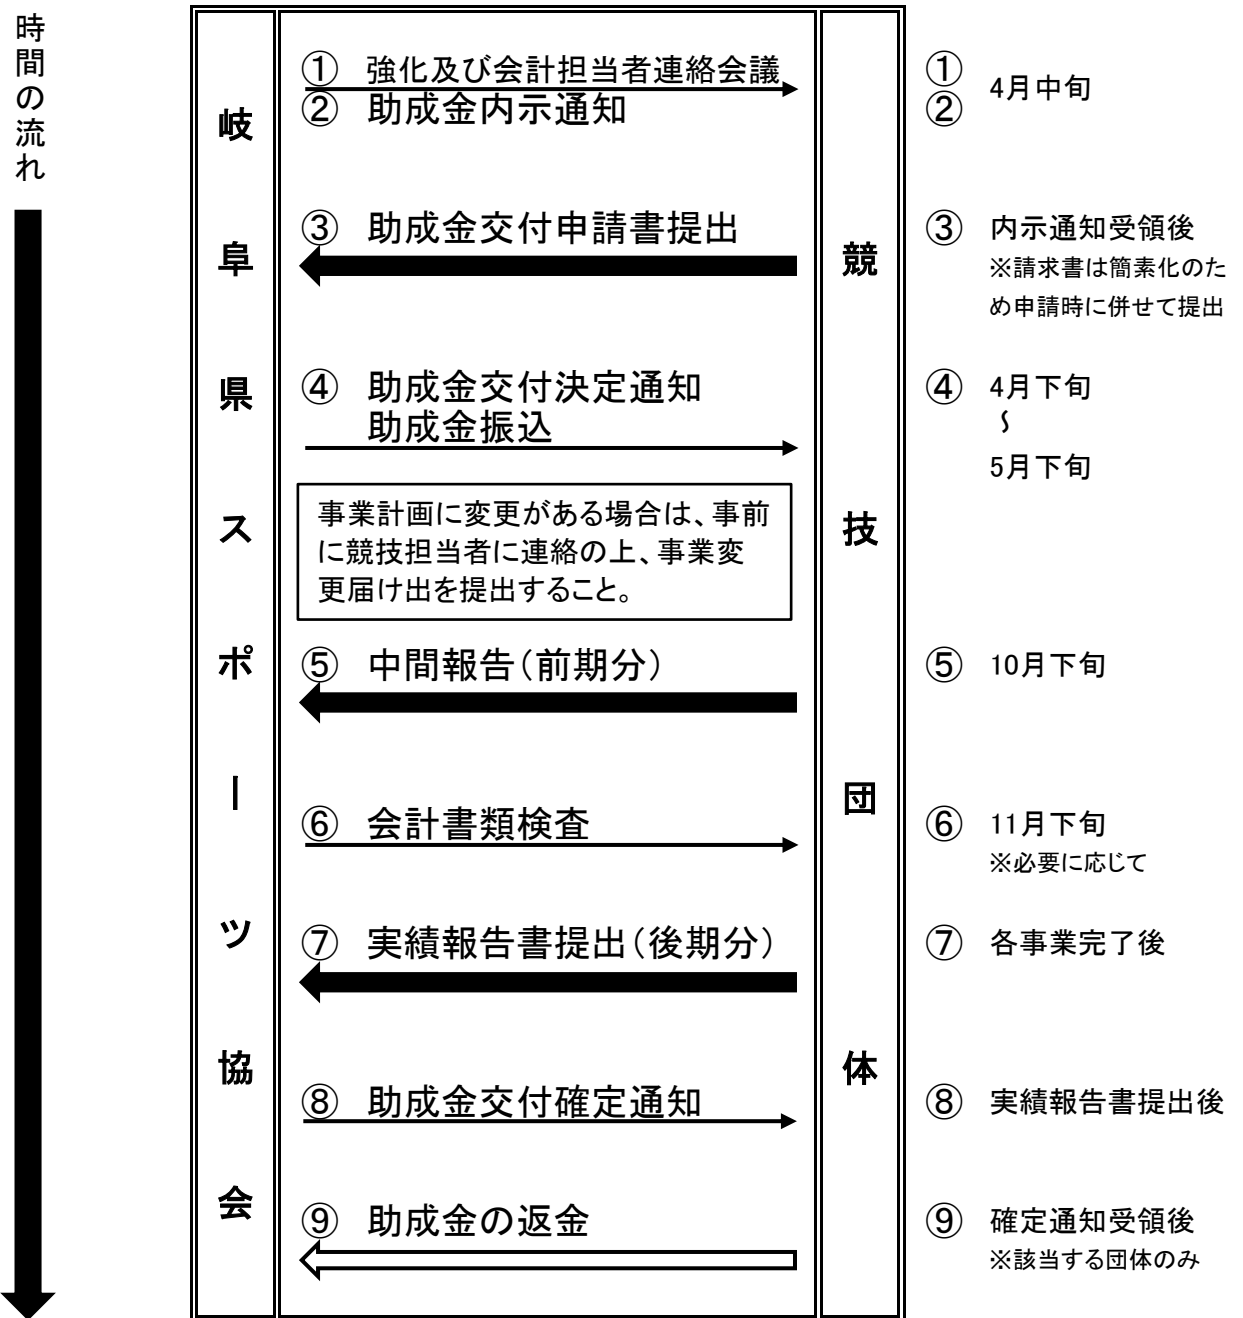 時間の流れ
岐阜県スポーツ協会
① 強化及び会計担当者連絡会議
② 助成金内示通知
③ 助成金交付申請書提出
④ 助成金交付決定通知
助成金振込
事業計画に変更がある場合は、事前
に競技担当者に連絡の上、事業変
更届け出を提出すること。
⑤ 中間報告（前期分）
⑥ 会計書類検査
⑦ 実績報告書提出（後期分）
⑧ 助成金交付確定通知
⑨ 助成金の返金
競技団体
①
② 4月中旬
③ 内示通知受領後
※請求書は簡素化のた
め申請時に併せて提出
④ 4月下旬
〜
5月下旬
⑤ 10月下旬
⑥ 11月下旬
※必要に応じて
⑦ 各事業完了後
⑧ 実績報告書提出後
⑨ 確定通知受領後
※該当する団体のみ